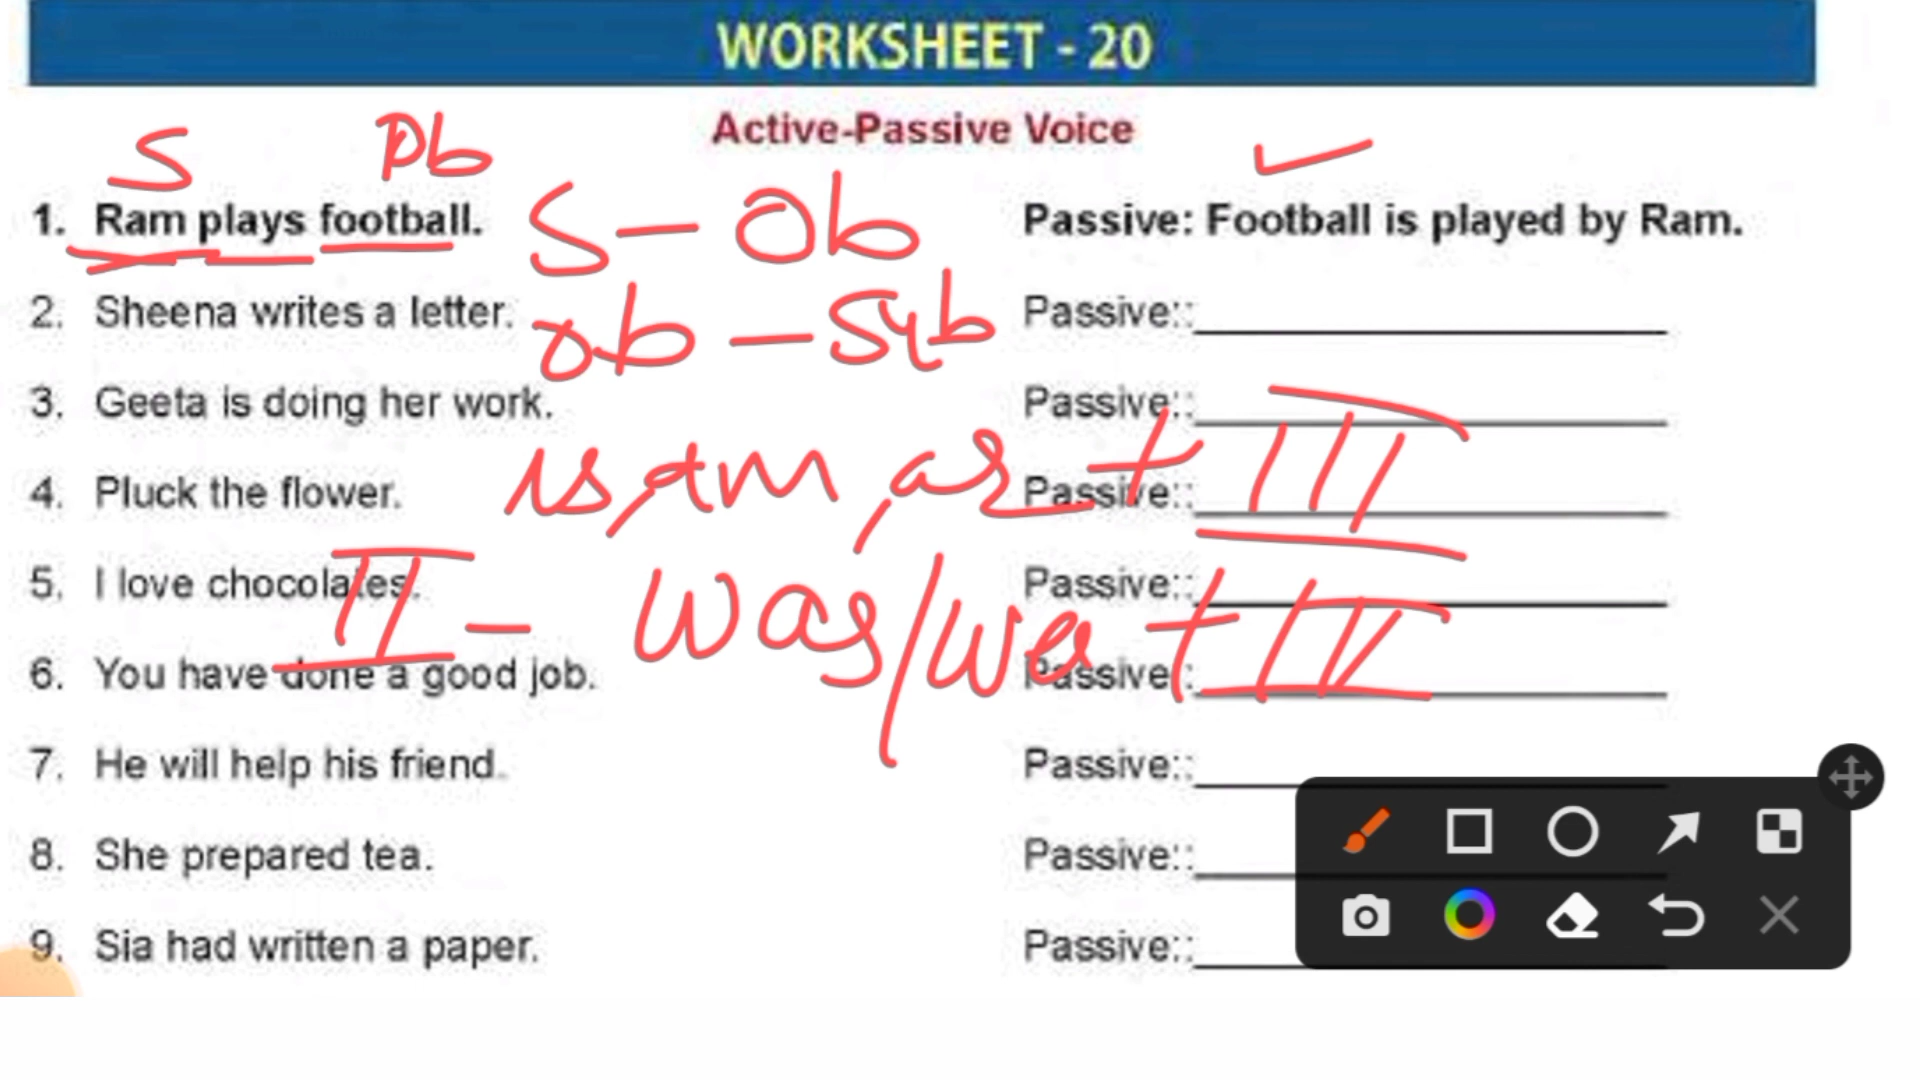 WORKSHEET - 20
Active-Passive Voice
S Ob
1. Ram plays football. S - Ob Passive: Football is played by Ram.
2. Sheena writes a letter. Ob - Sub Passive::
3. Geeta is doing her work. Passive::
is, am, are + III
4. Pluck the flower. Passive::
5. I love chocolates. Passive::
II - was/were + III
6. You have done a good job. Passive::
7. He will help his friend. Passive::
8. She prepared tea. Passive::
9. Sia had written a paper. Passive::